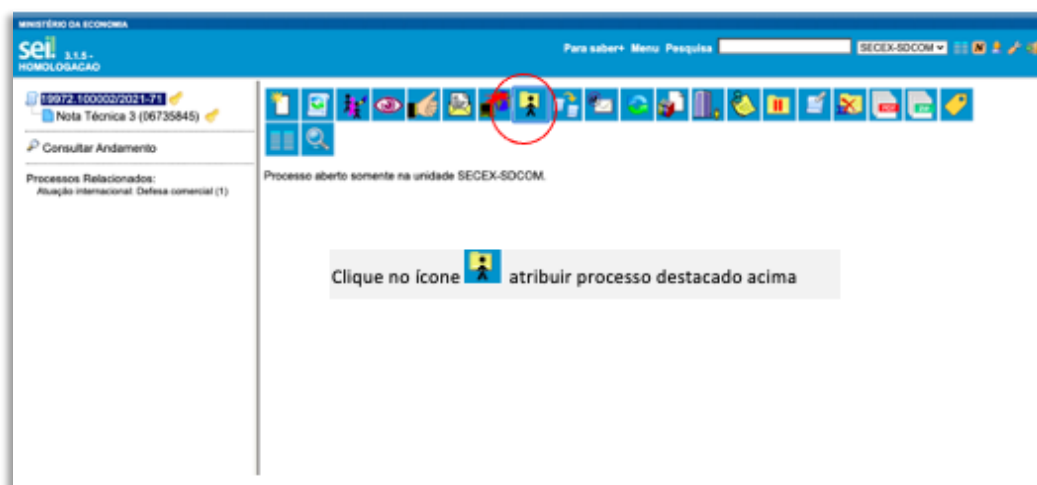 MINISTÉRIO DA ECONOMIA
sei! 3.1.5 -
HOMOLOGACAO
Para saber+ Menu Pesquisa
SECEX-SDCOM
19972.100002/2021-71
Nota Técnica 3 (06735845)
Consultar Andamento
Processos Relacionados:
Atuação internacional: Defesa comercial (1)
Processo aberto somente na unidade SECEX-SDCOM.
Clique no ícone atribuir processo destacado acima